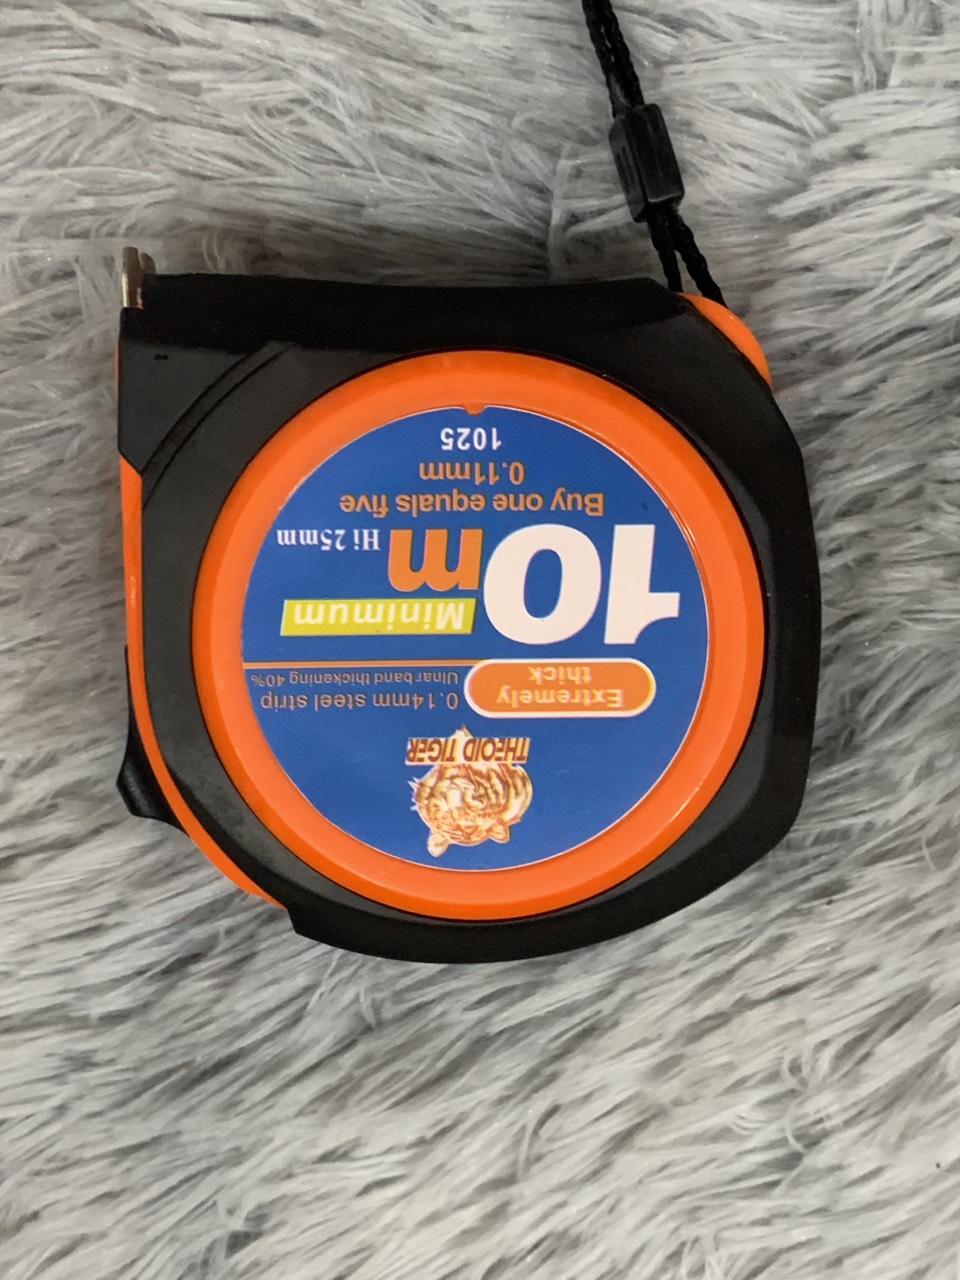 THEOID TIGER
Extremely
thick
0.14mm steel strip
Ulnar band thickening 40%
10m
Minimum
Hi 25mm
Buy one equals five
0.11mm
1025